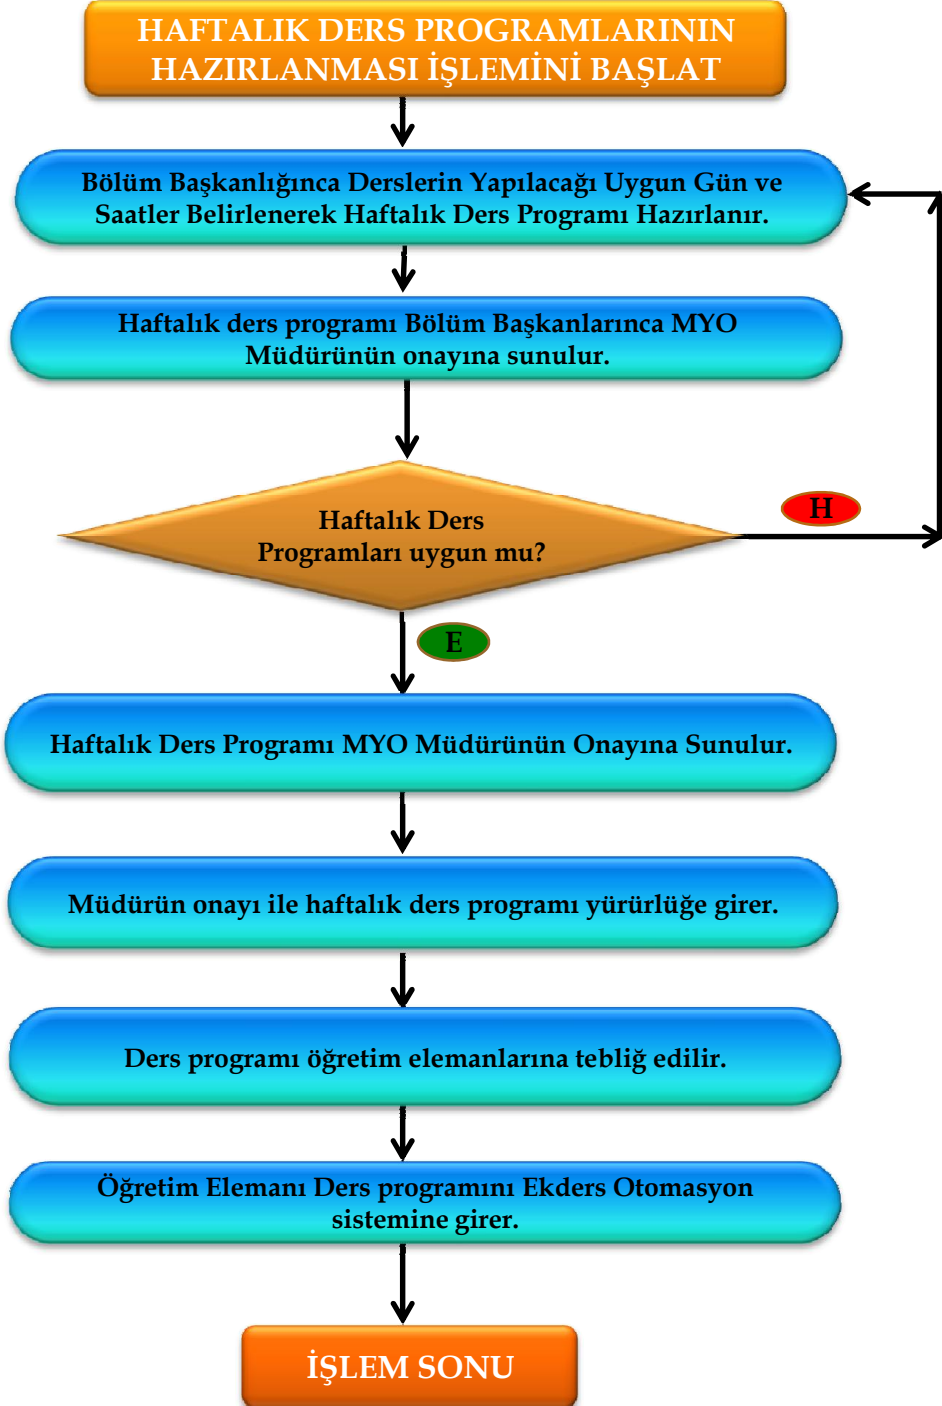 HAFTALIK DERS PROGRAMLARININ
HAZIRLANMASI İŞLEMİNİ BAŞLAT
Bölüm Başkanlığınca Derslerin Yapılacağı Uygun Gün ve
Saatler Belirlenerek Haftalık Ders Programı Hazırlanır.
Haftalık ders programı Bölüm Başkanlarınca MYO
Müdürünün onayına sunulur.
Haftalık Ders
Programları uygun mu?
H
E
Haftalık Ders Programı MYO Müdürünün Onayına Sunulur.
Müdürün onayı ile haftalık ders programı yürürlüğe girer.
Ders programı öğretim elemanlarına tebliğ edilir.
Öğretim Elemanı Ders programını Ekders Otomasyon
sistemine girer.
İŞLEM SONU